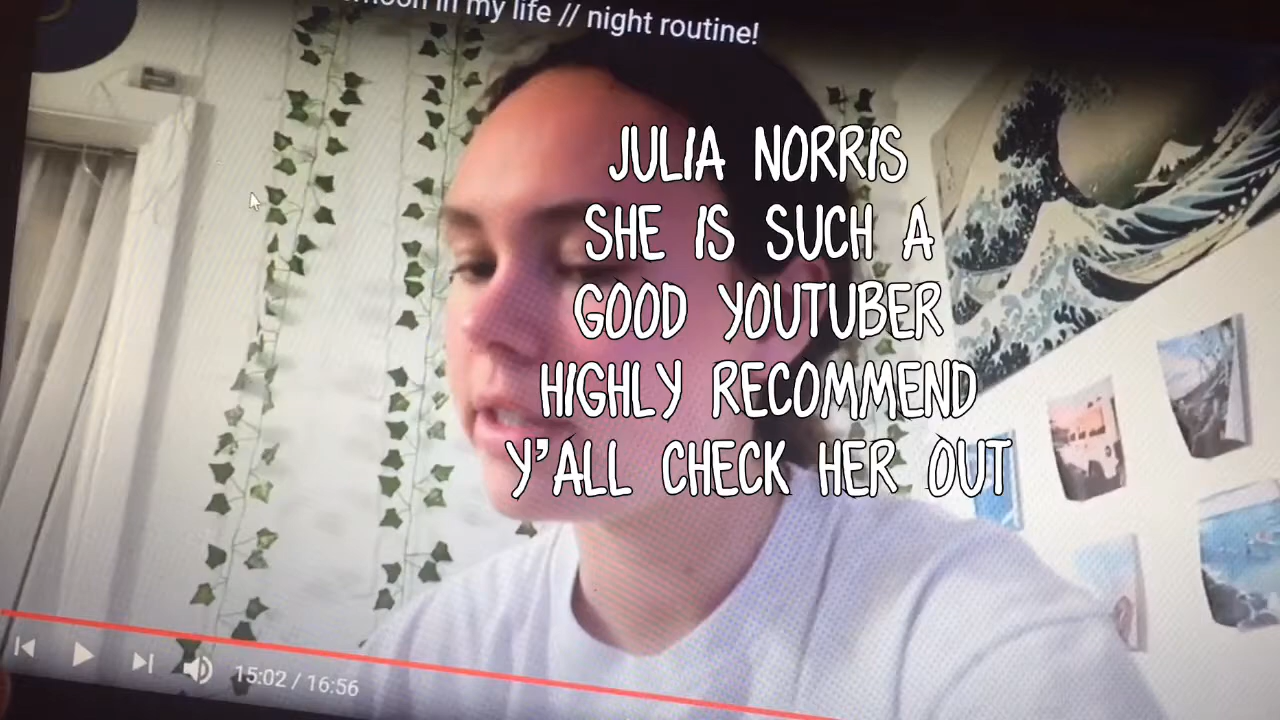 in my life // night routine!
JULIA NORRIS
SHE IS SUCH A
GOOD YOUTUBER
HIGHLY RECOMMEND
Y'ALL CHECK HER OUT
15:02 / 16:56